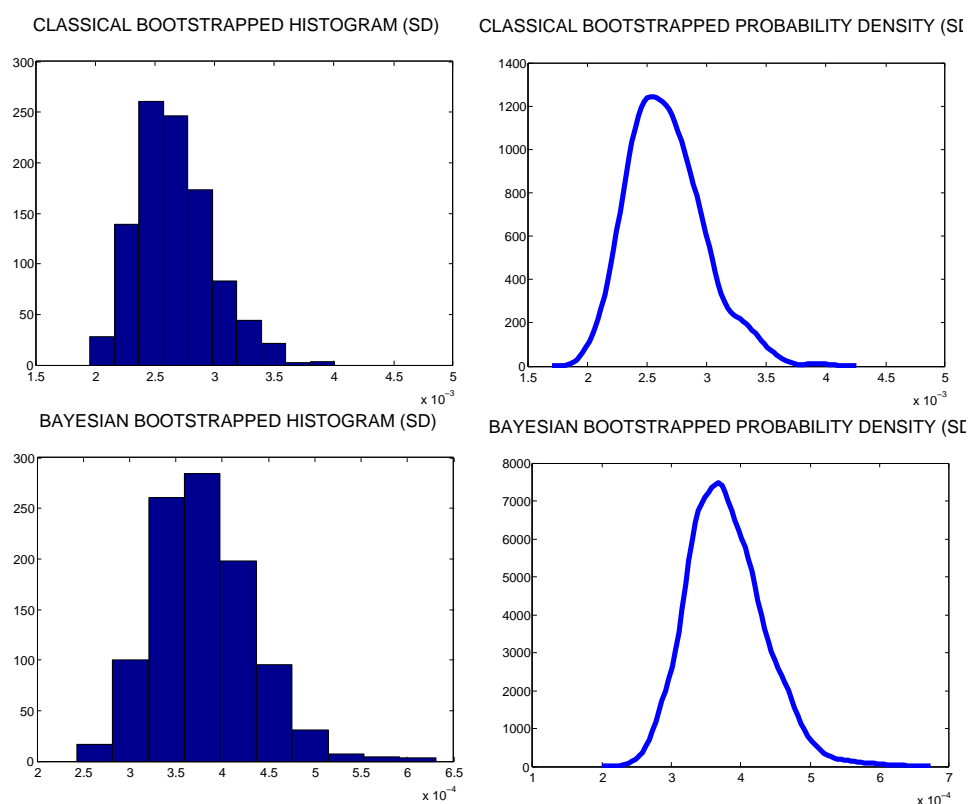 CLASSICAL BOOTSTRAPPED HISTOGRAM (SD)
300
250
200
150
100
50
0
1.5 2 2.5 3 3.5 4 4.5 5
x 10⁻³
CLASSICAL BOOTSTRAPPED PROBABILITY DENSITY (SD
1400
1200
1000
800
600
400
200
0
1.5 2 2.5 3 3.5 4 4.5 5
x 10⁻³
BAYESIAN BOOTSTRAPPED HISTOGRAM (SD)
300
250
200
150
100
50
0
2 2.5 3 3.5 4 4.5 5 5.5 6 6.5
x 10⁻⁴
BAYESIAN BOOTSTRAPPED PROBABILITY DENSITY (SD
8000
7000
6000
5000
4000
3000
2000
1000
0
1 2 3 4 5 6 7
x 10⁻⁴